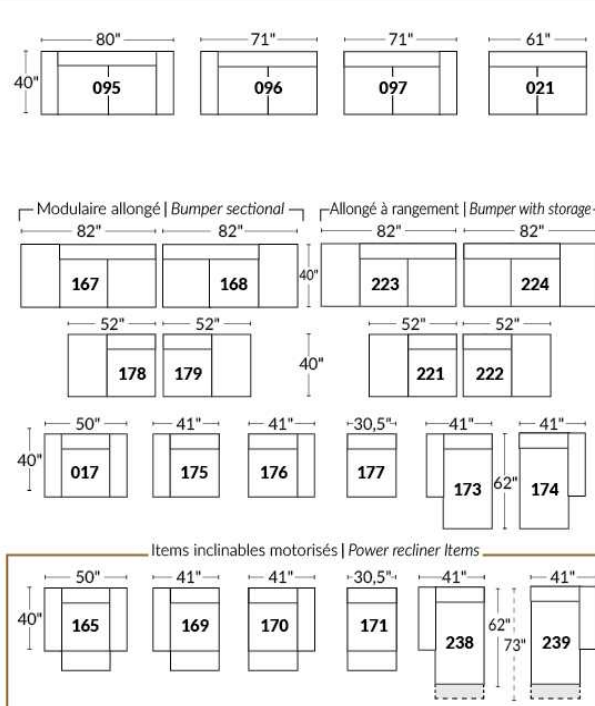 80" 71" 71" 61"
40" 095 096 097 021
Modulaire allongé | Bumper sectional Allongé à rangement | Bumper with storage
82" 82" 82" 82"
167 168 40" 223 224
52" 52" 52" 52"
178 179 40" 221 222
50" 41" 41" 30,5" 41" 41"
40" 017 175 176 177 173 62" 174
Items inclinables motorisés | Power recliner Items
50" 41" 41" 30,5" 41" 41"
40" 165 169 170 171 238 62" 73" 239